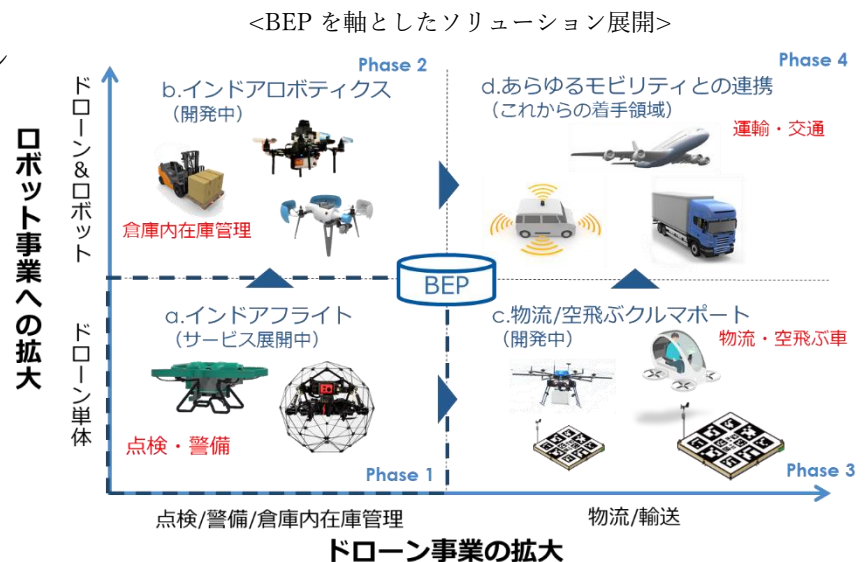 <BEP を軸としたソリューション展開>
Phase 2
Phase 4
b.インドアロボティクス
(開発中)
倉庫内在庫管理
d.あらゆるモビリティとの連携
(これからの着手領域)
運輸・交通
ロボット事業への拡大
ドローン&ロボット
ドローン単体
BEP
a.インドアフライト
(サービス展開中)
点検・警備
Phase 1
c.物流/空飛ぶクルマポート
(開発中)
物流・空飛ぶ車
Phase 3
点検/警備/倉庫内在庫管理
物流/輸送
ドローン事業の拡大